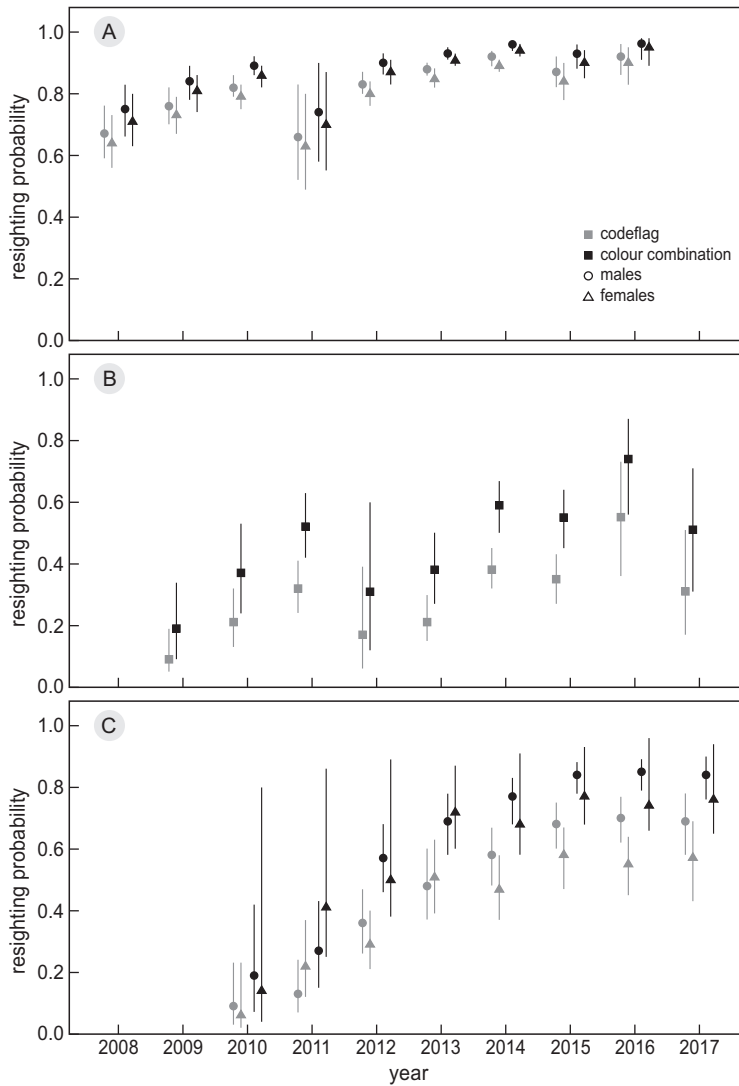 A
1.0
0.8
0.6
0.4
0.2
0.0
resighting probability
codeflag
colour combination
males
females
B
1.0
0.8
0.6
0.4
0.2
0.0
resighting probability
C
1.0
0.8
0.6
0.4
0.2
0.0
resighting probability
2008 2009 2010 2011 2012 2013 2014 2015 2016 2017
year